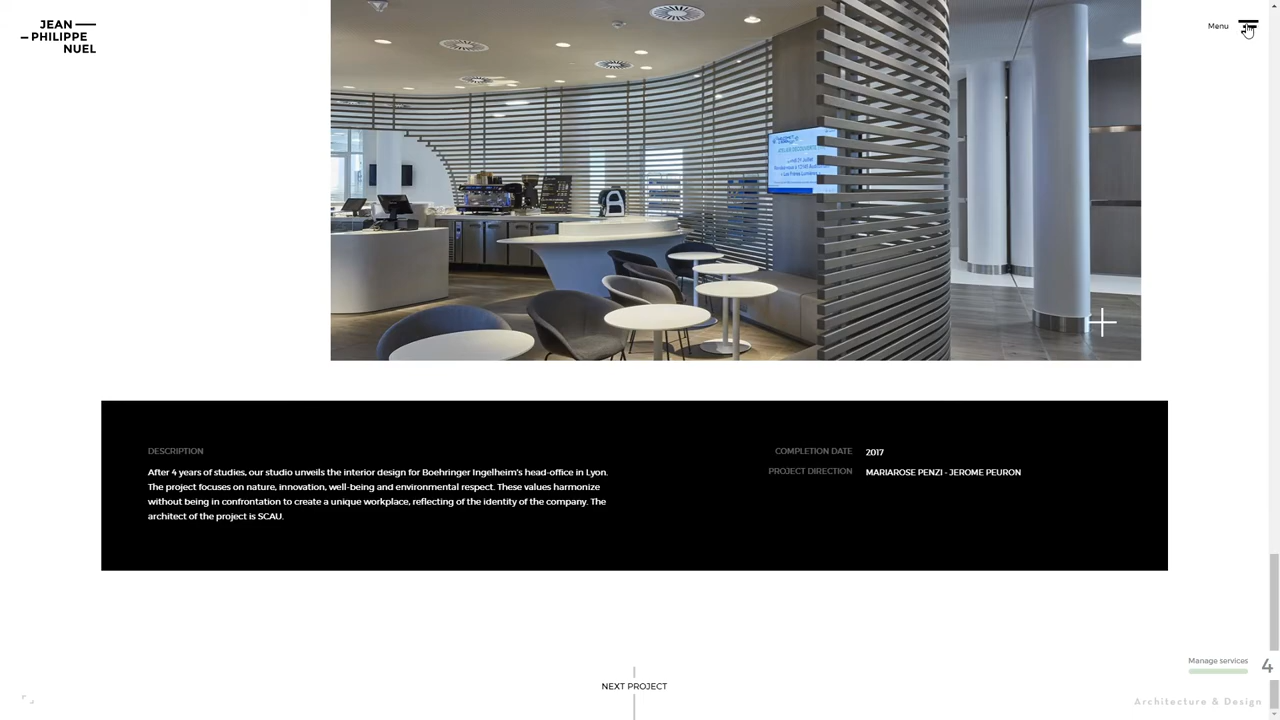 JEAN
PHILIPPE
NUEL
Menu
DESCRIPTION
After 4 years of studies, our studio unveils the interior design for Boehringer Ingelheim's head-office in Lyon.
The project focuses on nature, innovation, well-being and environmental respect. These values harmonize
without being in confrontation to create a unique workplace, reflecting of the identity of the company. The
architect of the project is SCAU.
COMPLETION DATE 2017
PROJECT DIRECTION MARIAROSE PENZI - JEROME PEURON
NEXT PROJECT
Manage services
4
Architecture & Design